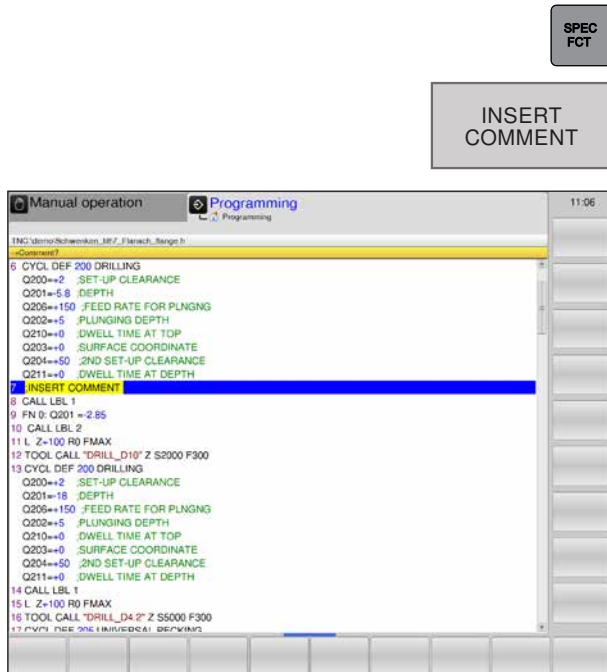 SPEC
FCT
INSERT
COMMENT
Manual operation
Programming
11:06
Programming
→Comment?
6 CYCL DEF 200 DRILLING
Q200=+2 ;SET-UP CLEARANCE
Q201=-5.8 ;DEPTH
Q206=+150 ;FEED RATE FOR PLNGNG
Q202=+5 ;PLUNGING DEPTH
Q210=+0 ;DWELL TIME AT TOP
Q203=+0 ;SURFACE COORDINATE
Q204=+50 ;2ND SET-UP CLEARANCE
Q211=+0 ;DWELL TIME AT DEPTH
7 ;INSERT COMMENT
8 CALL LBL 1
9 FN 0: Q201 =-2.85
10 CALL LBL 2
11 L Z+100 R0 FMAX
12 TOOL CALL "DRILL_D10" Z S2000 F300
13 CYCL DEF 200 DRILLING
Q200=+2 ;SET-UP CLEARANCE
Q201=-18 ;DEPTH
Q206=+150 ;FEED RATE FOR PLNGNG
Q202=+5 ;PLUNGING DEPTH
Q210=+0 ;DWELL TIME AT TOP
Q203=+0 ;SURFACE COORDINATE
Q204=+50 ;2ND SET-UP CLEARANCE
Q211=+0 ;DWELL TIME AT DEPTH
14 CALL LBL 1
15 L Z+100 R0 FMAX
16 TOOL CALL "DRILL_D4.2" Z S5000 F300
17 CYCL DEF 205 UNIVERSAL PECKING